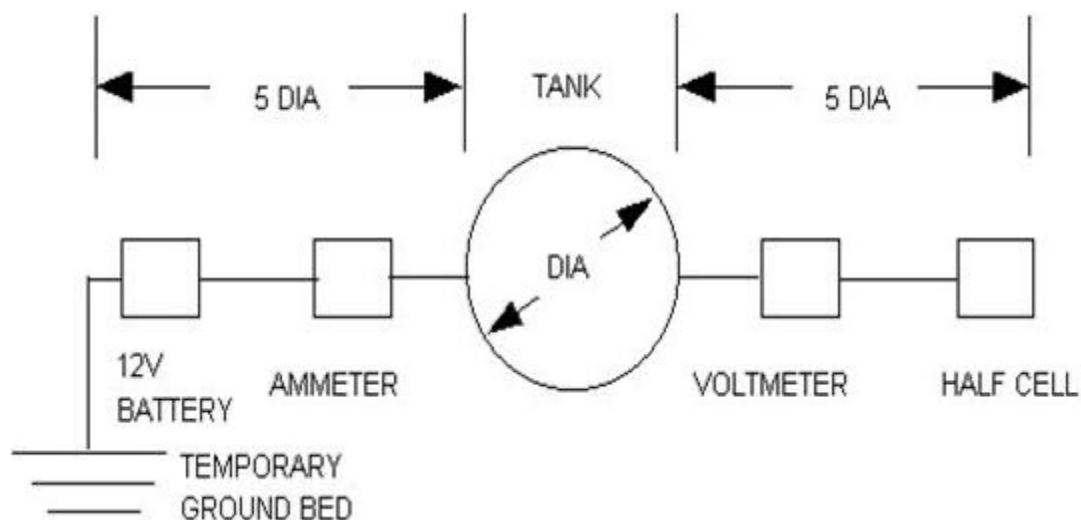 5 DIA
TANK
5 DIA
DIA
12V
BATTERY
AMMETER
VOLTMETER
HALF CELL
TEMPORARY
GROUND BED